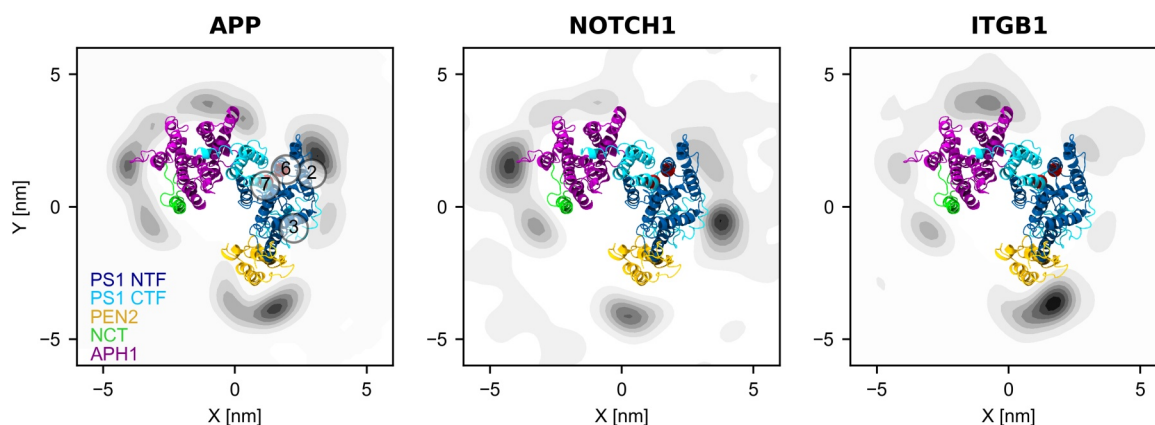 APP NOTCH1 ITGB1
5 5 5
6 2
7
Y [nm] 0 0 0
3
PS1 NTF
PS1 CTF
PEN2
NCT
APH1
−5 −5 −5
−5 0 5 −5 0 5 −5 0 5
X [nm] X [nm] X [nm]